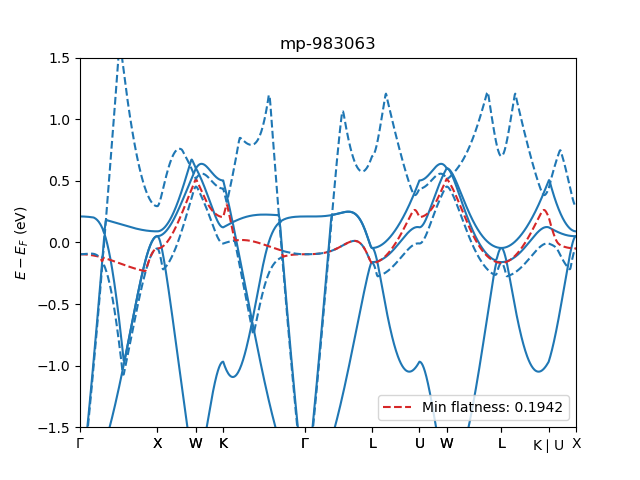 mp-983063
E − E_F (eV)
1.5
1.0
0.5
0.0
−0.5
−1.0
−1.5
Min flatness: 0.1942
Γ X W K Γ L U W L K | U X